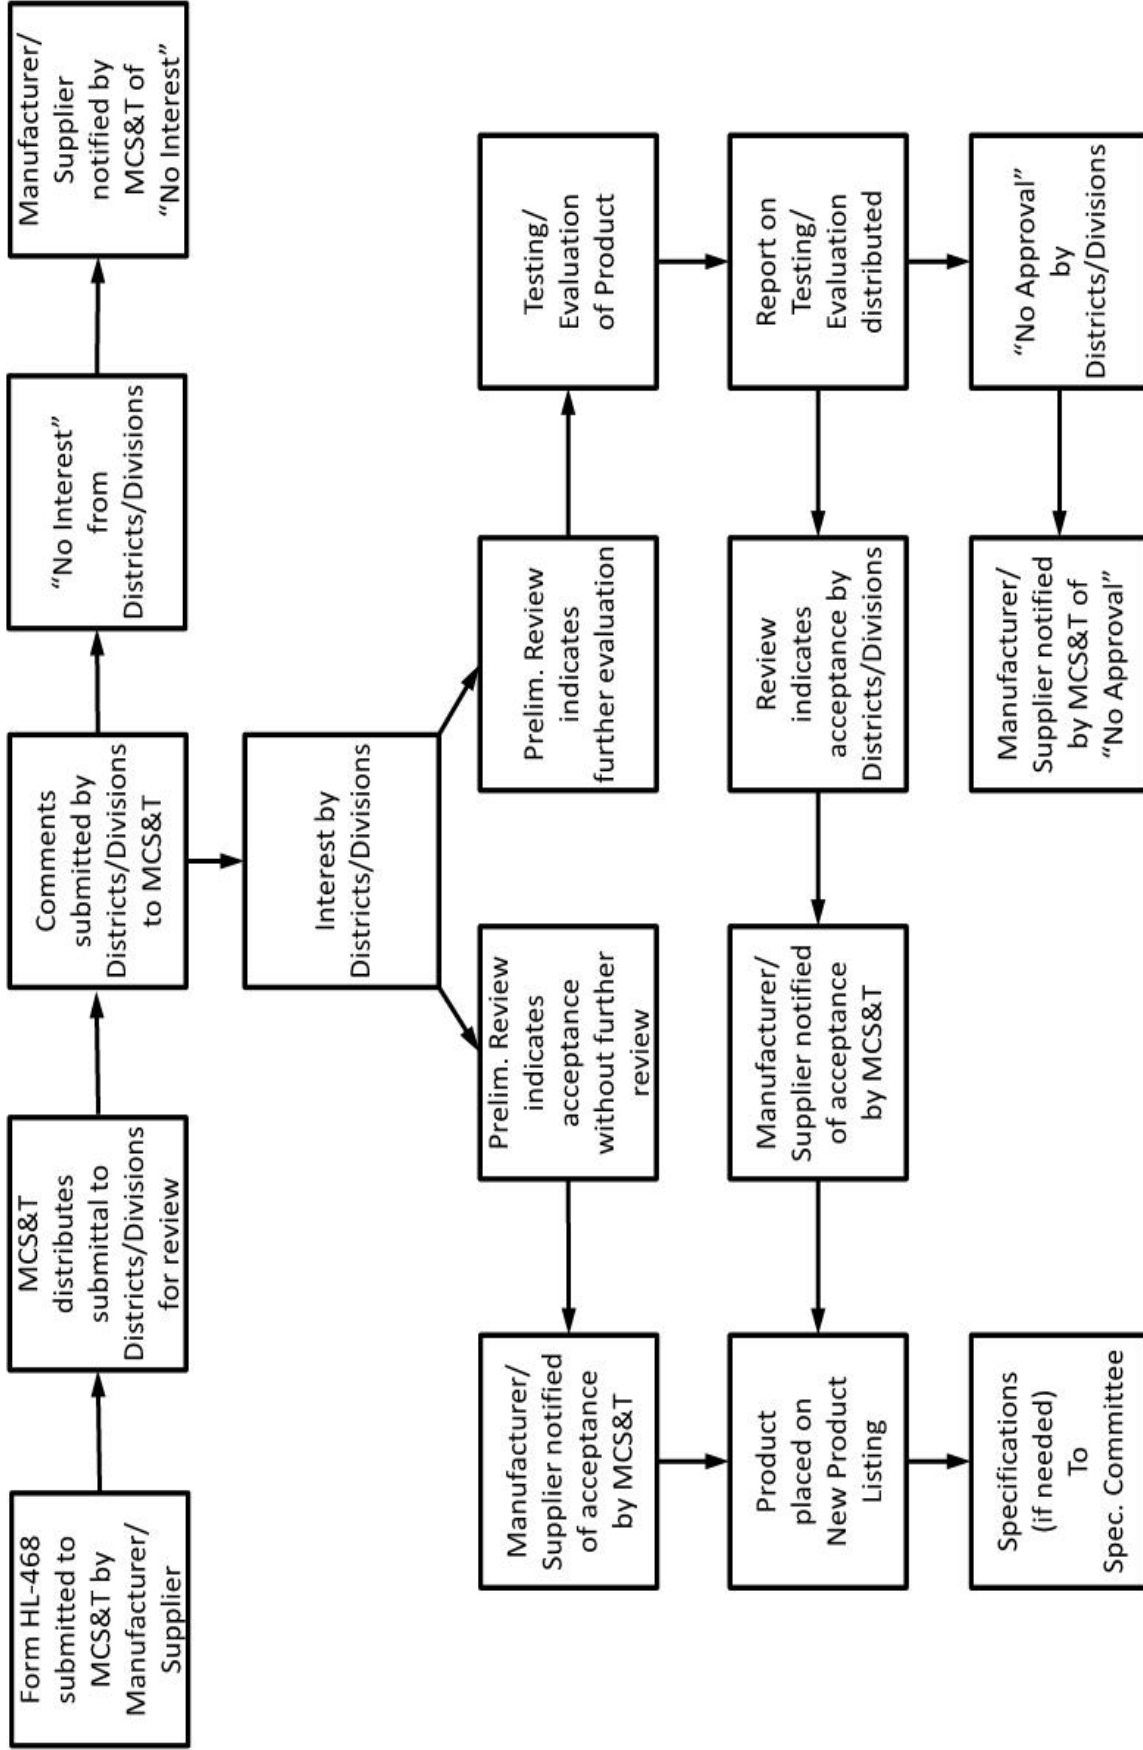 Form HL-468
submitted to
MCS&T by
Manufacturer/
Supplier
MCS&T
distributes
submittal to
Districts/Divisions
for review
Comments
submitted by
Districts/Divisions
to MCS&T
“No Interest”
from
Districts/Divisions
Manufacturer/
Supplier
notified by
MCS&T of
“No Interest”
Interest by
Districts/Divisions
Manufacturer/
Supplier notified
of acceptance
by MCS&T
Prelim. Review
indicates
acceptance
without further
review
Prelim. Review
indicates
further evaluation
Testing/
Evaluation
of Product
Product
placed on
New Product
Listing
Manufacturer/
Supplier notified
of acceptance
by MCS&T
Review
indicates
acceptance by
Districts/Divisions
Report on
Testing/
Evaluation
distributed
Specifications
(if needed)
To
Spec. Committee
Manufacturer/
Supplier notified
by MCS&T of
“No Approval”
“No Approval”
by
Districts/Divisions